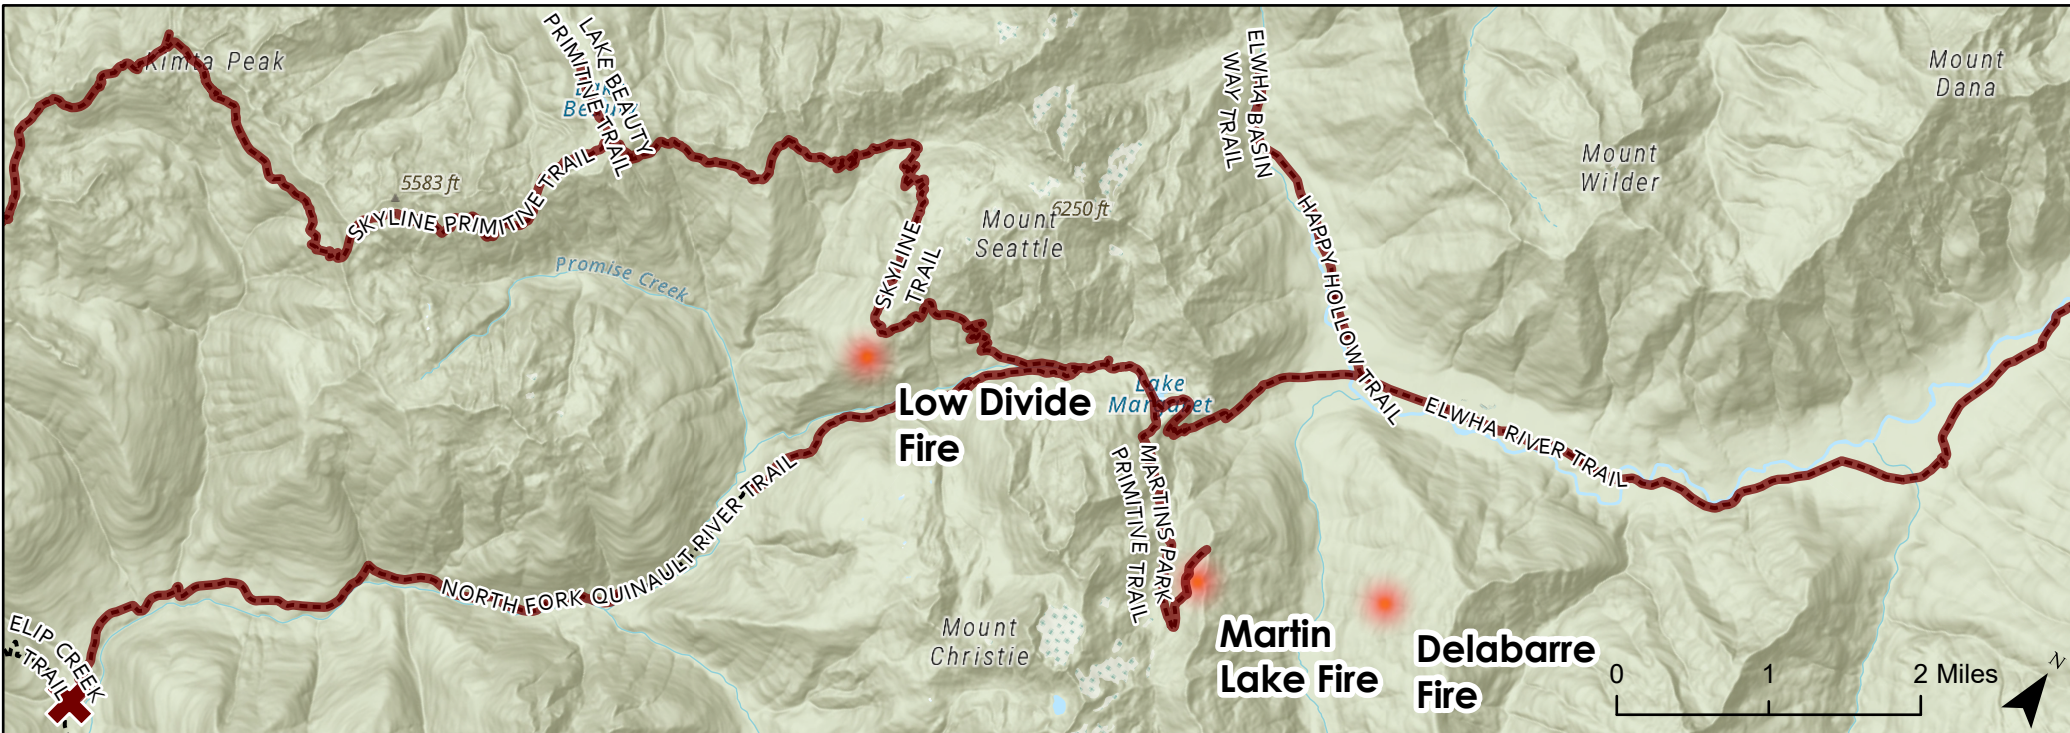 Kimta Peak
LAKE BEAUTY
PRIMITIVE TRAIL
Lake
Beauty
5583 ft
SKYLINE PRIMITIVE TRAIL
Promise Creek
SKYLINE
TRAIL
Mount
Seattle
6250 ft
ELWHA BASIN
WAY TRAIL
HAPPY HOLLOW TRAIL
Mount
Wilder
Mount
Dana
Low Divide
Fire
Lake
Margaret
ELWHA RIVER TRAIL
NORTH FORK QUINAULT RIVER TRAIL
MARTINS PARK
PRIMITIVE TRAIL
ELIP CREEK
TRAIL
Mount
Christie
Martin
Lake Fire
Delabarre
Fire
0 1 2 Miles
N